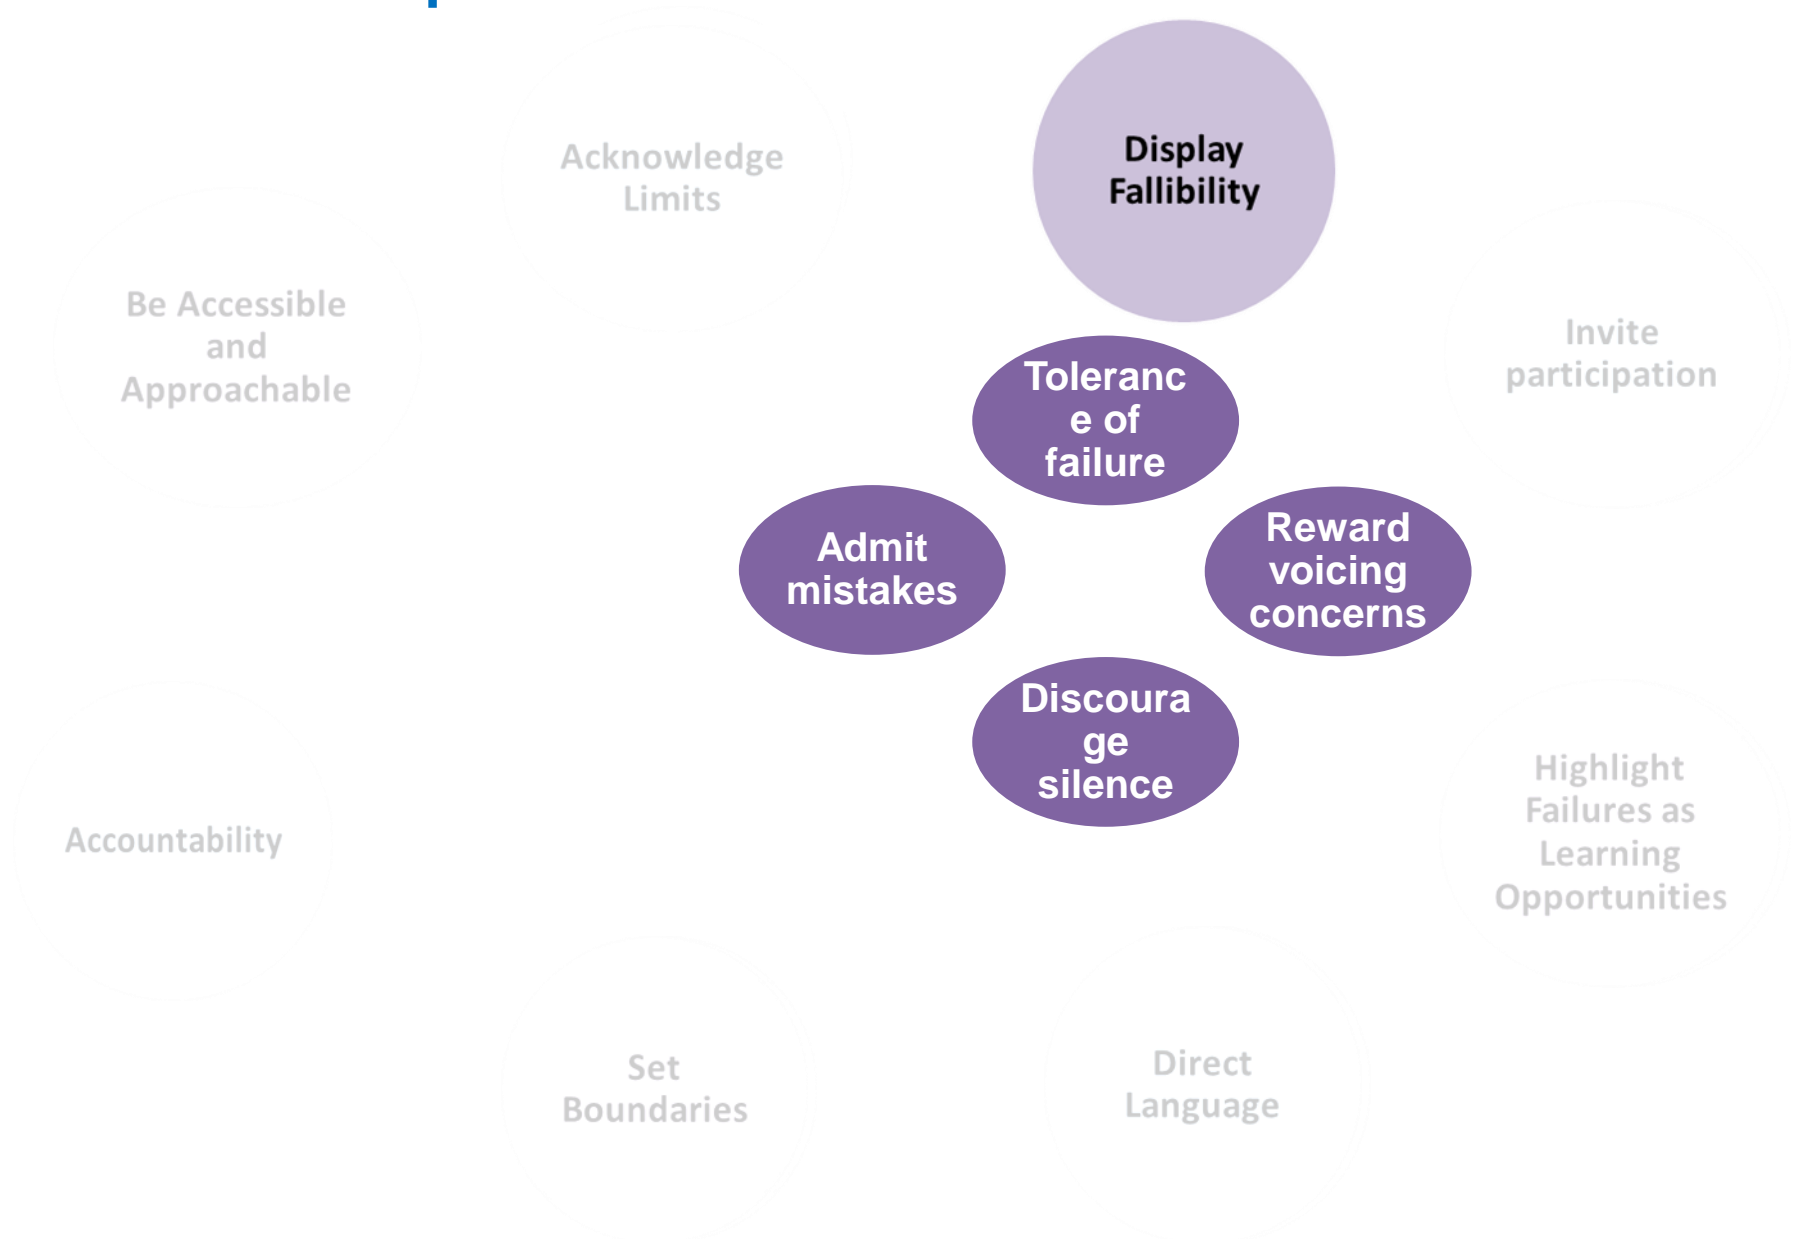 Acknowledge
Limits
Display
Fallibility
Be Accessible
and
Approachable
Invite
participation
Toleranc
e of
failure
Admit
mistakes
Reward
voicing
concerns
Discoura
ge
silence
Accountability
Highlight
Failures as
Learning
Opportunities
Set
Boundaries
Direct
Language